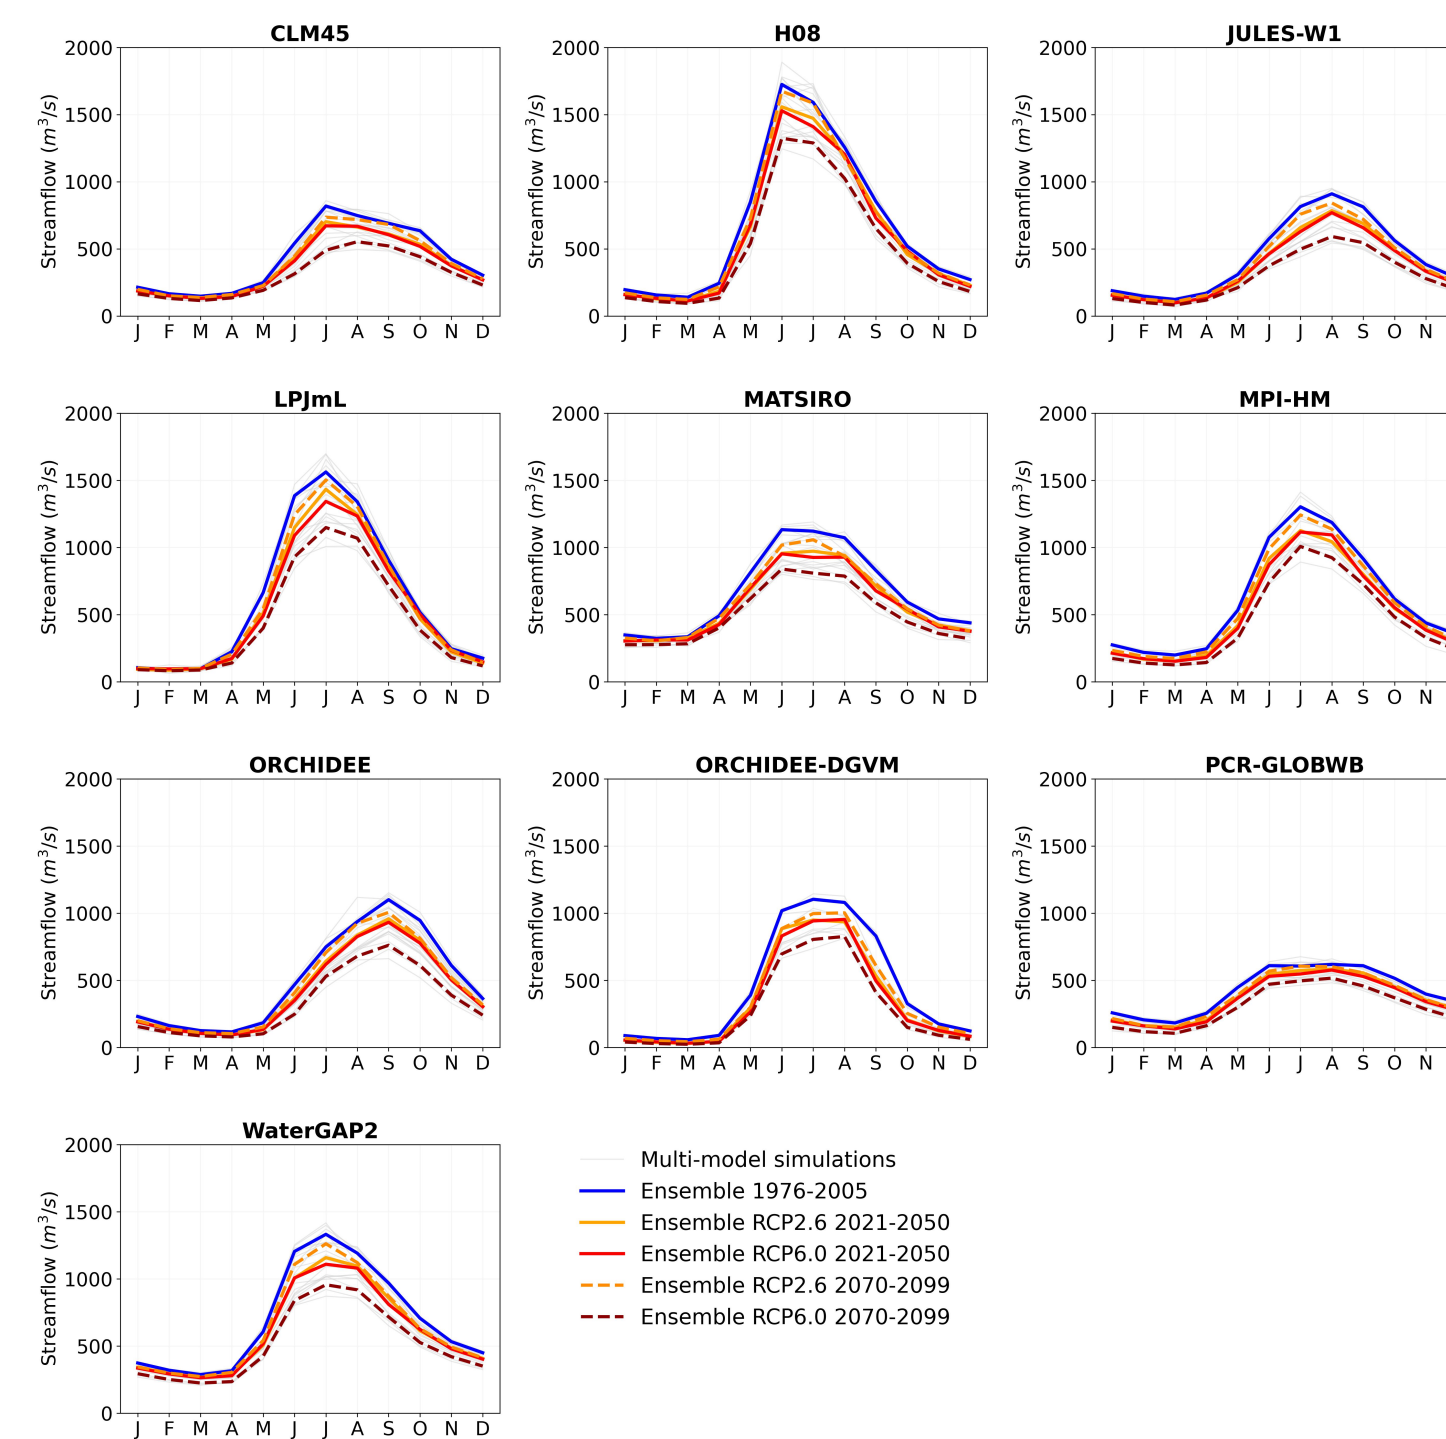 CLM45
H08
JULES-W1
2000
1500
1000
500
0
Streamflow (m³/s)
J F M A M J J A S O N D
2000
1500
1000
500
0
Streamflow (m³/s)
J F M A M J J A S O N D
2000
1500
1000
500
0
Streamflow (m³/s)
J F M A M J J A S O N
LPJmL
MATSIRO
MPI-HM
2000
1500
1000
500
0
Streamflow (m³/s)
J F M A M J J A S O N D
2000
1500
1000
500
0
Streamflow (m³/s)
J F M A M J J A S O N D
2000
1500
1000
500
0
Streamflow (m³/s)
J F M A M J J A S O N
ORCHIDEE
ORCHIDEE-DGVM
PCR-GLOBWB
2000
1500
1000
500
0
Streamflow (m³/s)
J F M A M J J A S O N D
2000
1500
1000
500
0
Streamflow (m³/s)
J F M A M J J A S O N D
2000
1500
1000
500
0
Streamflow (m³/s)
J F M A M J J A S O N
WaterGAP2
2000
1500
1000
500
0
Streamflow (m³/s)
J F M A M J J A S O N D
Multi-model simulations
Ensemble 1976-2005
Ensemble RCP2.6 2021-2050
Ensemble RCP6.0 2021-2050
Ensemble RCP2.6 2070-2099
Ensemble RCP6.0 2070-2099